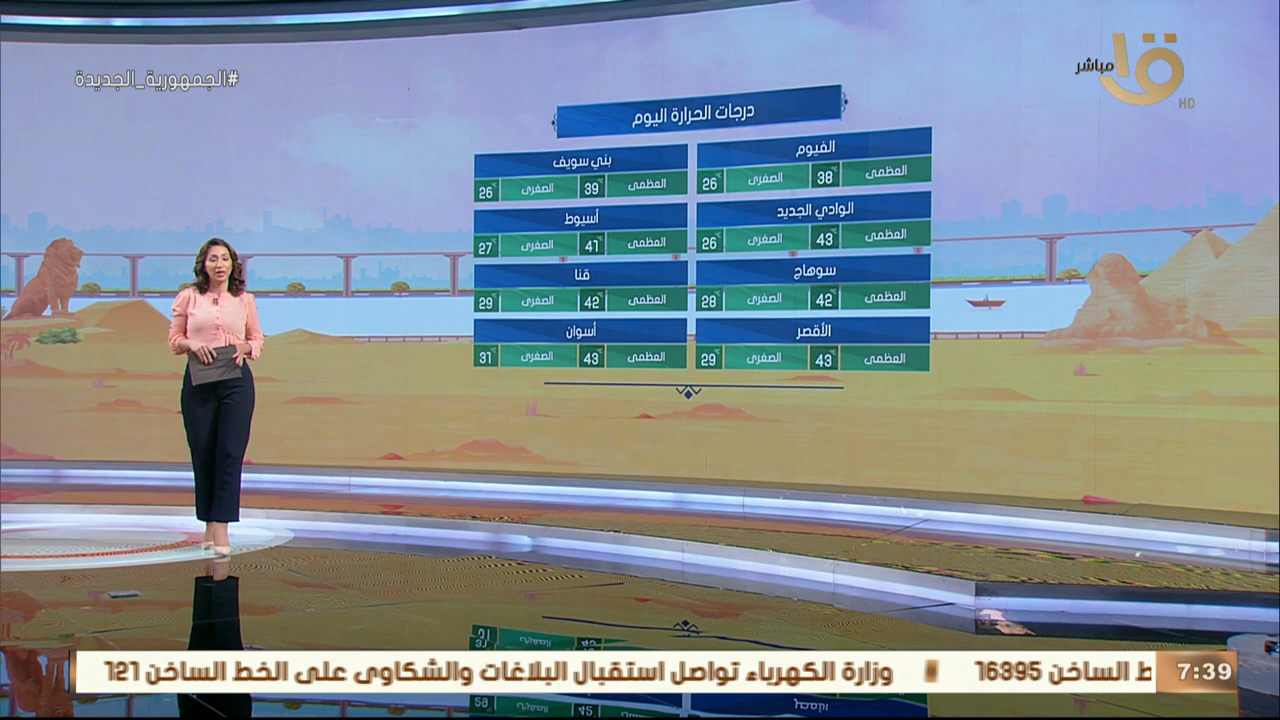 #الجمهورية_الجديدة
مباشر
HD
درجات الحرارة اليوم
الفيوم
العظمى 38°c الصغرى 26°c
بني سويف
العظمى 39°c الصغرى 26°c
الوادي الجديد
العظمى 43°c الصغرى 26°c
أسيوط
العظمى 41°c الصغرى 27°c
سوهاج
العظمى 42°c الصغرى 28°c
قنا
العظمى 42°c الصغرى 29°c
الأقصر
العظمى 43°c الصغرى 29°c
أسوان
العظمى 43°c الصغرى 31°c
7:39
ط الساخن 16395
وزارة الكهرباء تواصل استقبال البلاغات والشكاوى على الخط الساخن 121